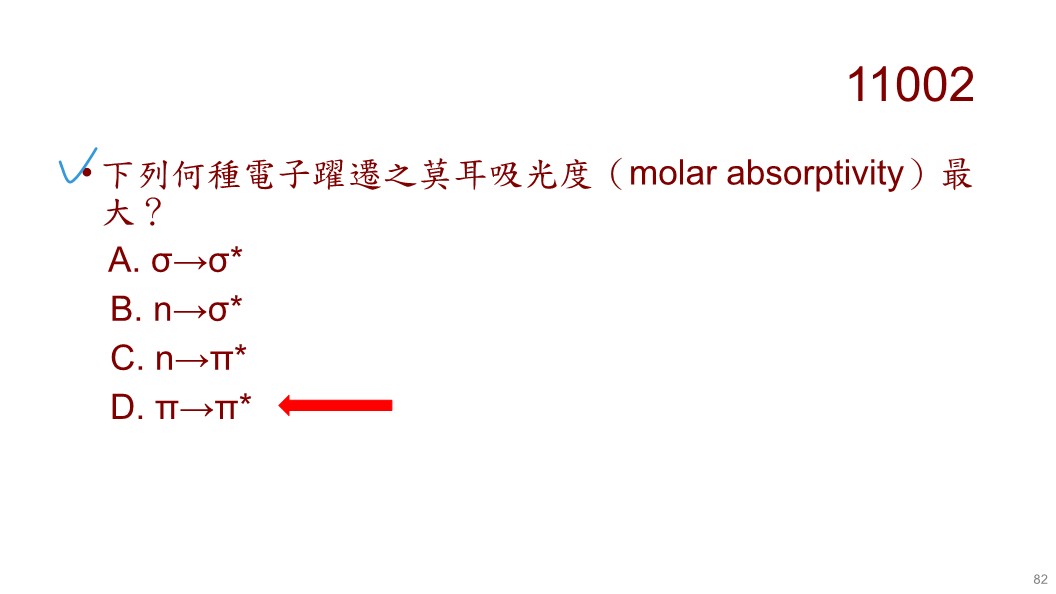 11002
• 下列何種電子躍遷之莫耳吸光度（molar absorptivity）最
大？
A. σ→σ*
B. n→σ*
C. n→π*
D. π→π*
82